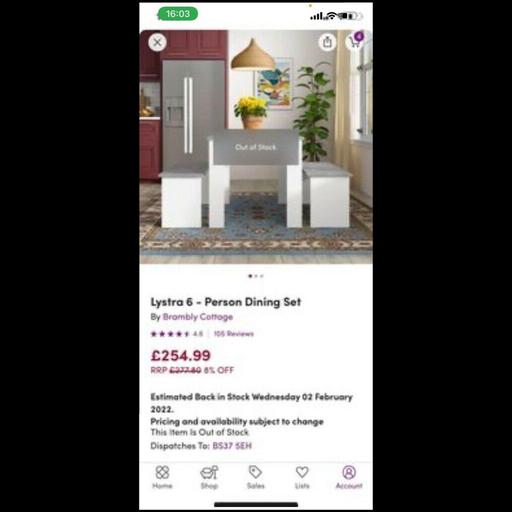 16:03
4
Out of Stock
Lystra 6 - Person Dining Set
By Brambly Cottage
4.6 | 105 Reviews
£254.99
RRP £277.80 8% OFF
Estimated Back in Stock Wednesday 02 February
2022.
Pricing and availability subject to change
This Item Is Out of Stock
Dispatches To: BS37 5EH
Home Shop Sales Lists Account